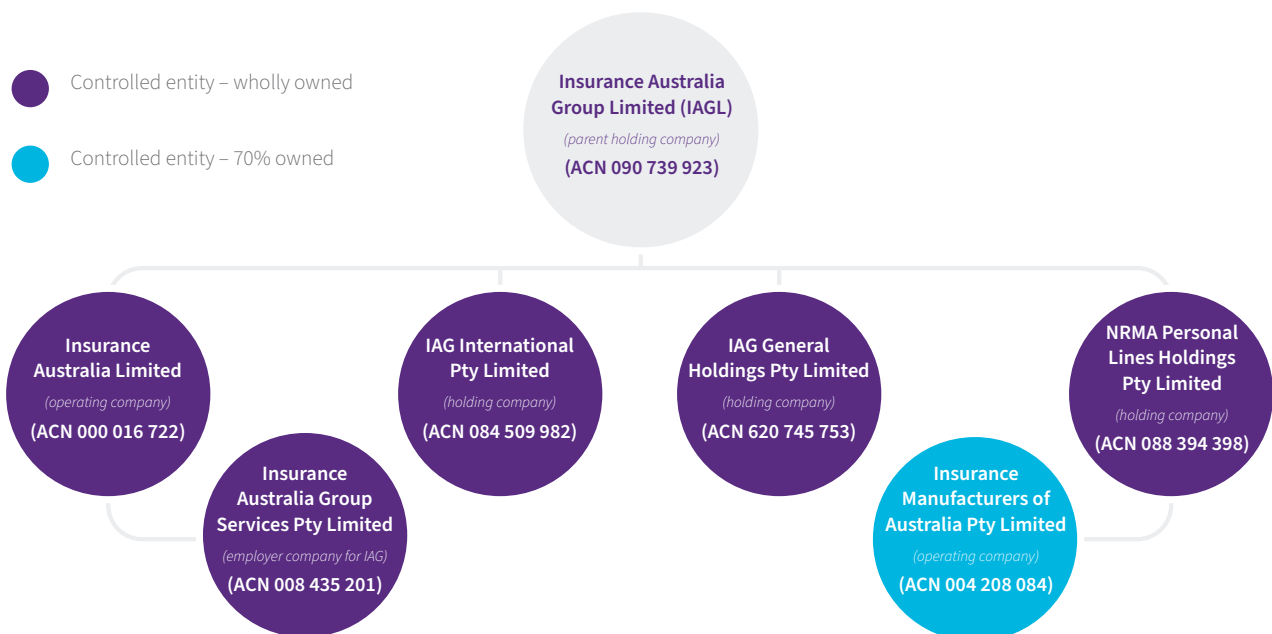 Controlled entity – wholly owned
Controlled entity – 70% owned
Insurance Australia
Group Limited (IAGL)
(parent holding company)
(ACN 090 739 923)
Insurance
Australia Limited
(operating company)
(ACN 000 016 722)
Insurance
Australia Group
Services Pty Limited
(employer company for IAG)
(ACN 008 435 201)
IAG International
Pty Limited
(holding company)
(ACN 084 509 982)
IAG General
Holdings Pty Limited
(holding company)
(ACN 620 745 753)
NRMA Personal
Lines Holdings
Pty Limited
(holding company)
(ACN 088 394 398)
Insurance
Manufacturers of
Australia Pty Limited
(operating company)
(ACN 004 208 084)